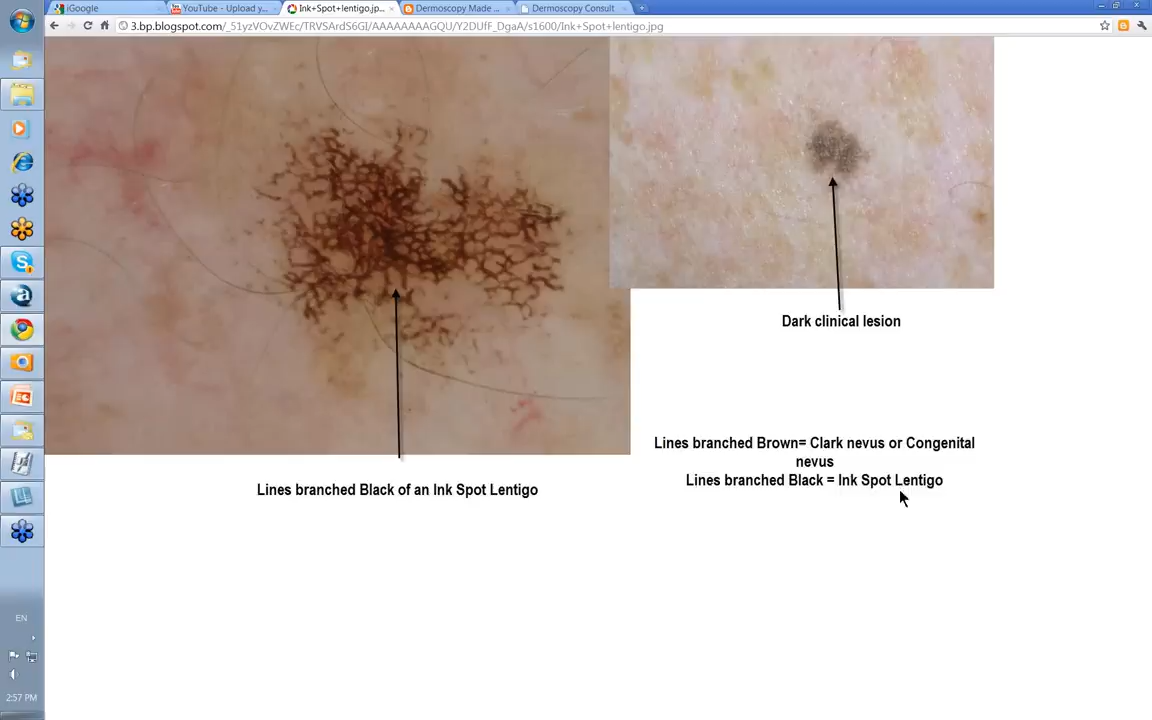 iGoogle
YouTube - Upload y...
Ink+Spot+lentigo.jp...
Dermoscopy Made ...
Dermoscopy Consult
3.bp.blogspot.com/_51yzVOvZWEc/TRVSArdS6GI/AAAAAAAAGQU/Y2DUfF_DgaA/s1600/Ink+Spot+lentigo.jpg
Dark clinical lesion
Lines branched Brown= Clark nevus or Congenital
nevus
Lines branched Black = Ink Spot Lentigo
Lines branched Black of an Ink Spot Lentigo
EN
2:57 PM